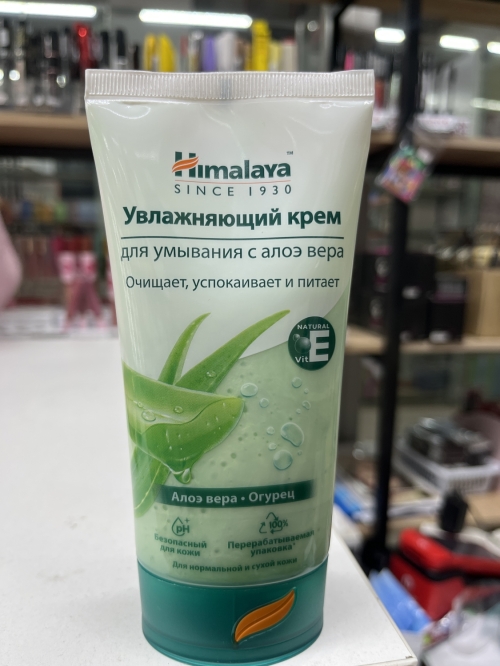 Himalaya™
SINCE 1930
Увлажняющий крем
для умывания с алоэ вера
Очищает, успокаивает и питает
NATURAL
Vit E
Алоэ вера • Огурец
pH
Безопасный
для кожи
100%
Перерабатываемая
упаковка
Для нормальной и сухой кожи